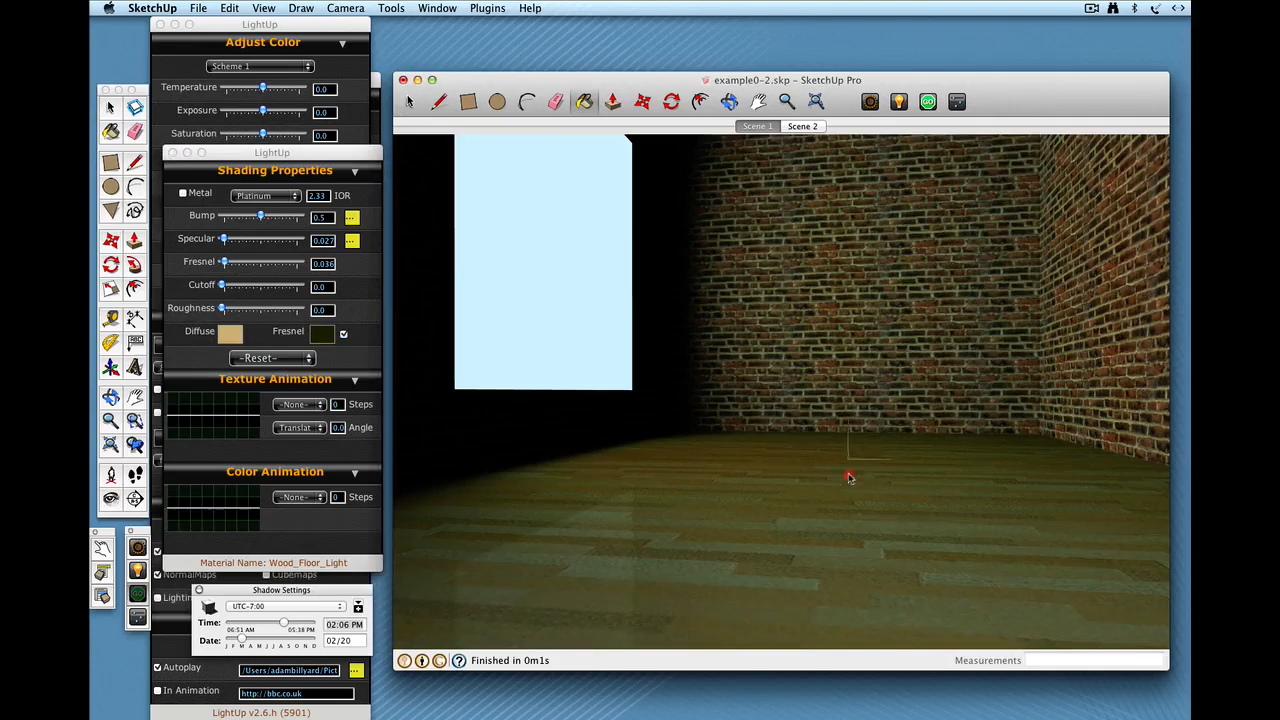 SketchUp File Edit View Draw Camera Tools Window Plugins Help
LightUp
Adjust Color
Scheme 1
Temperature 0.0
Exposure 0.0
Saturation 0.0
LightUp
Shading Properties
Metal Platinum 2.33 IOR
Bump 0.5 ...
Specular 0.027 ...
Fresnel 0.036
Cutoff 0.0
Roughness 0.0
Diffuse Fresnel
-Reset-
Texture Animation
-None- 0 Steps
Translat 0.0 Angle
Color Animation
-None- 0 Steps
Material Name: Wood_Floor_Light
NormalMaps Cubemaps
Lightin
Shadow Settings
UTC-7:00
Time: 02:06 PM
06:51 AM 05:38 PM
Date: 02/20
J F M A M J J A S O N D
Autoplay /Users/adambillyard/Pict ...
In Animation http://bbc.co.uk
LightUp v2.6.h (5901)
example0-2.skp – SketchUp Pro
GO
Scene 1 Scene 2
Finished in 0m1s
Measurements